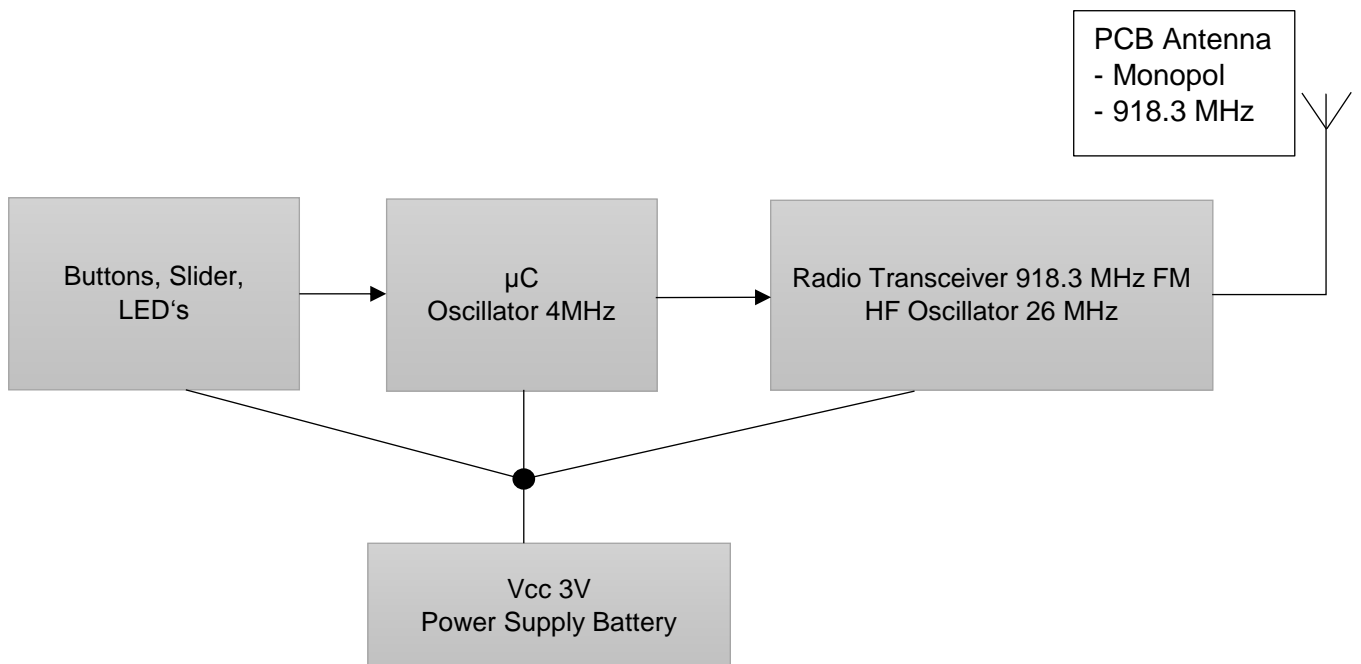 PCB Antenna
- Monopol
- 918.3 MHz
Buttons, Slider,
LED‘s
µC
Oscillator 4MHz
Radio Transceiver 918.3 MHz FM
HF Oscillator 26 MHz
Vcc 3V
Power Supply Battery